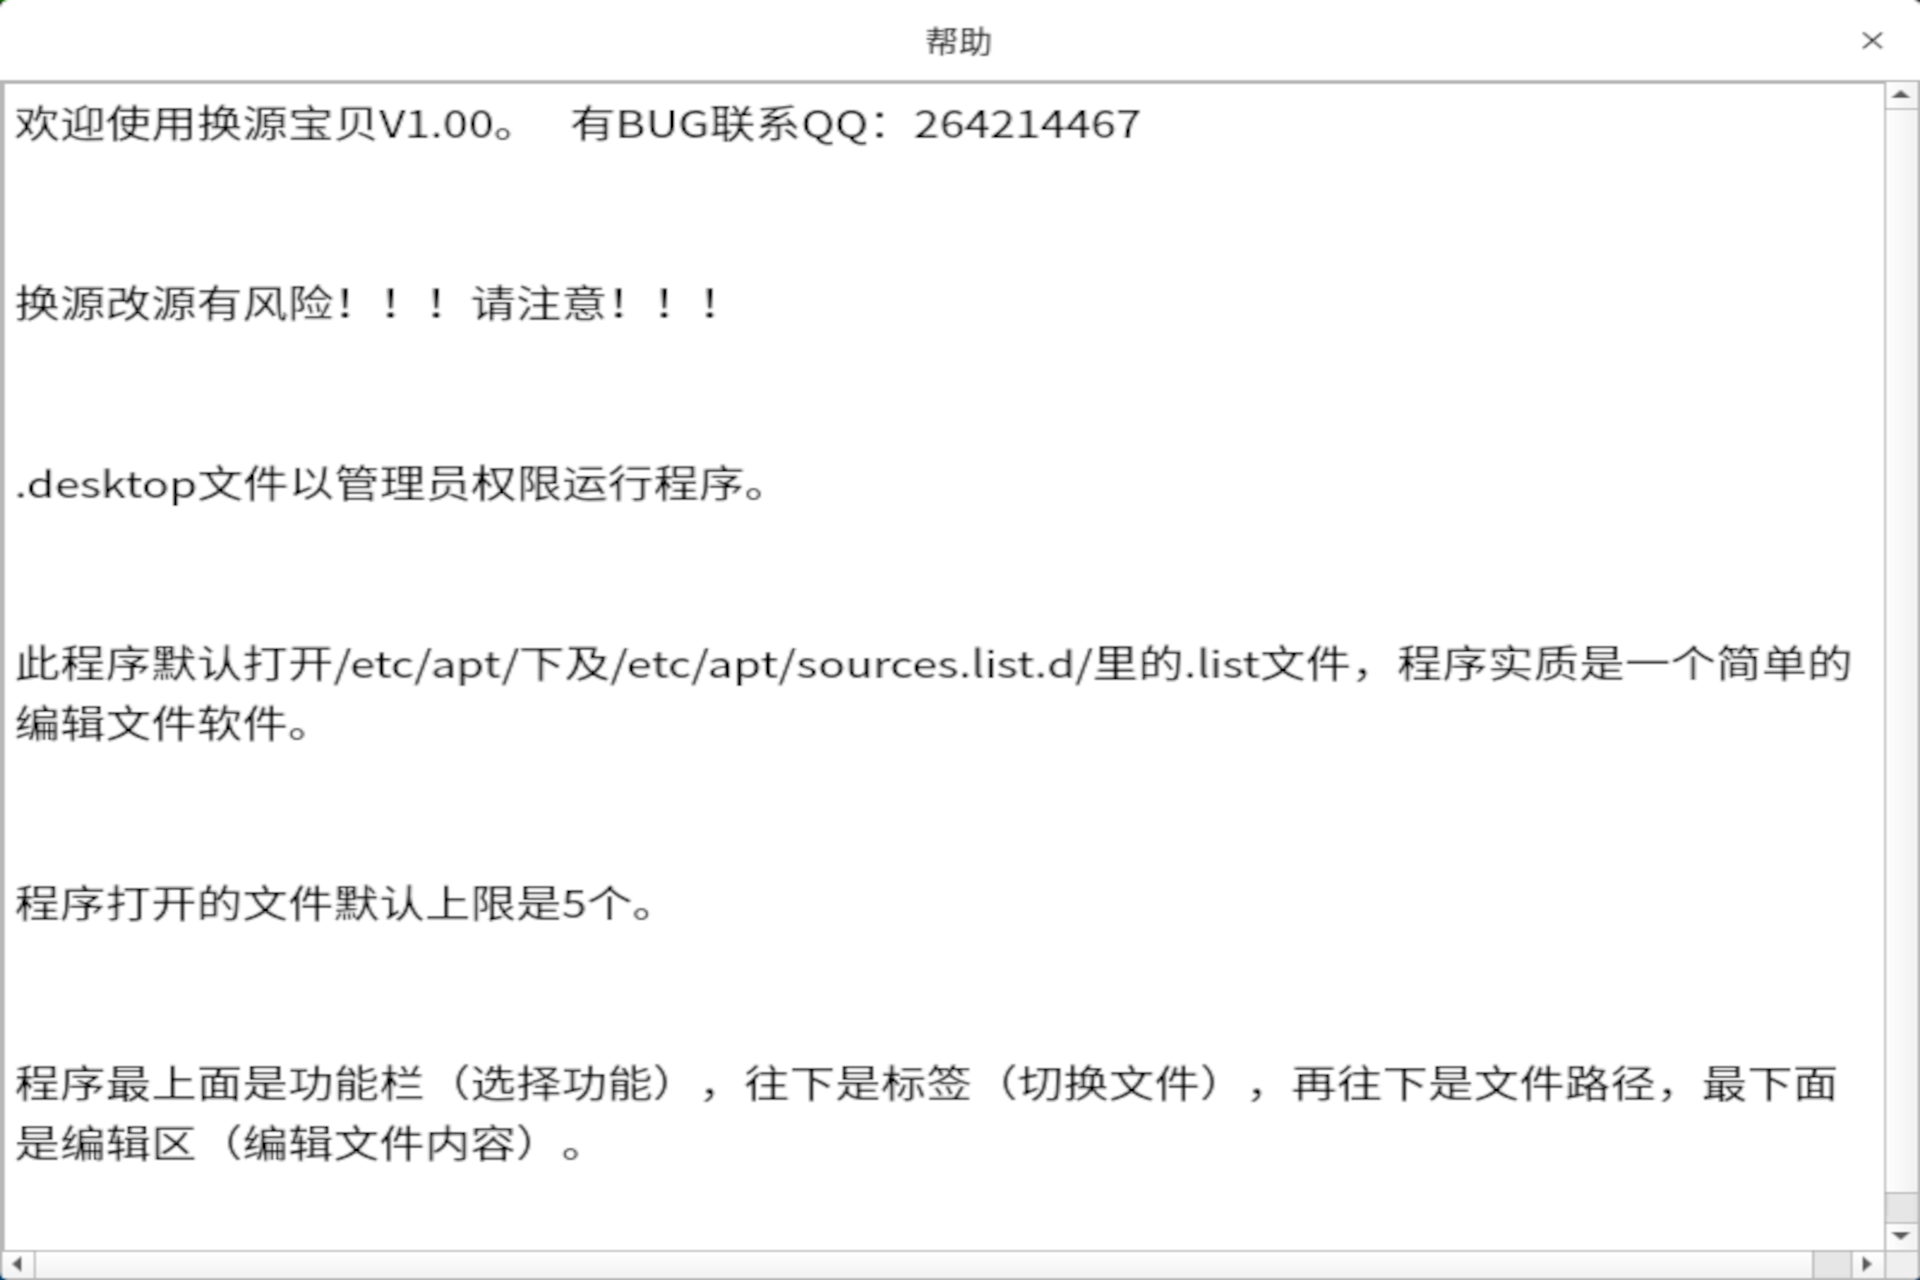 帮助
欢迎使用换源宝贝V1.00。 有BUG联系QQ：264214467
换源改源有风险！！！请注意！！！
.desktop文件以管理员权限运行程序。
此程序默认打开/etc/apt/下及/etc/apt/sources.list.d/里的.list文件，程序实质是一个简单的
编辑文件软件。
程序打开的文件默认上限是5个。
程序最上面是功能栏（选择功能），往下是标签（切换文件），再往下是文件路径，最下面
是编辑区（编辑文件内容）。